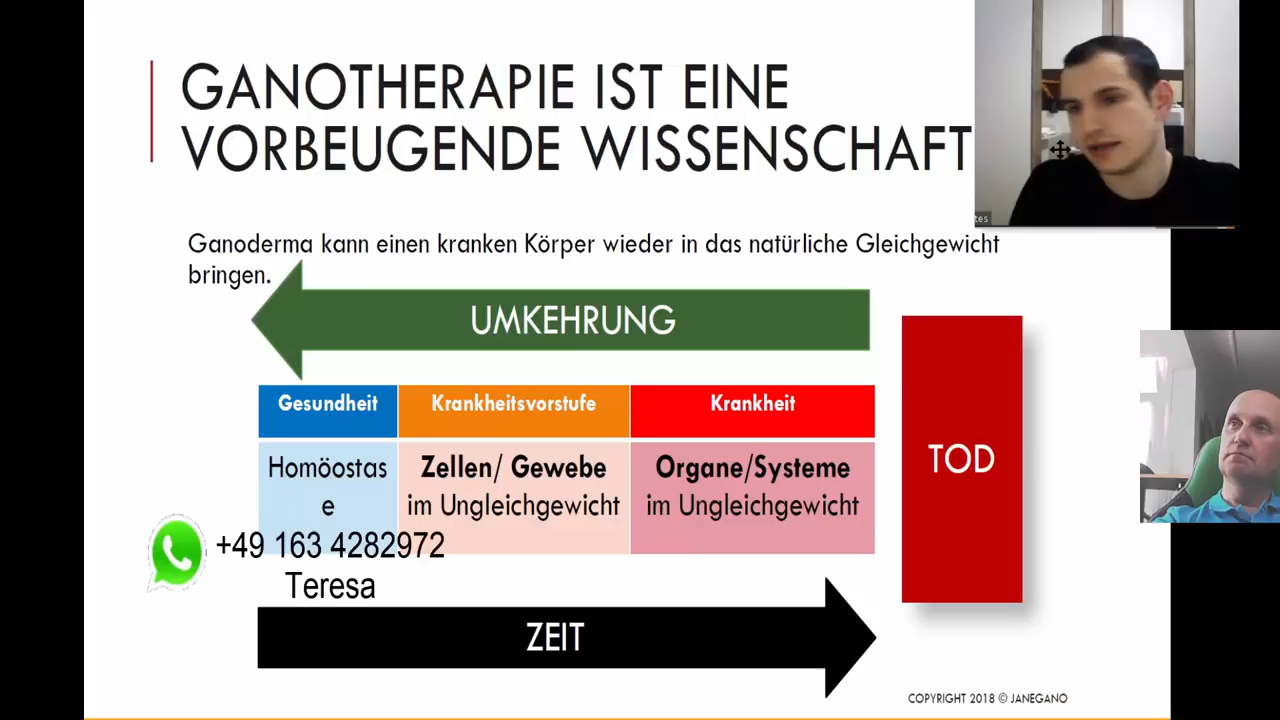 GANOTHERAPIE IST EINE
VORBEUGENDE WISSENSCHAFT
Ganoderma kann einen kranken Körper wieder in das natürliche Gleichgewicht
bringen.
UMKEHRUNG
Gesundheit
Krankheitsvorstufe
Krankheit
Homöostas
e
Zellen/ Gewebe
im Ungleichgewicht
Organe/Systeme
im Ungleichgewicht
TOD
+49 163 4282972
Teresa
ZEIT
COPYRIGHT 2018 © JANEGANO